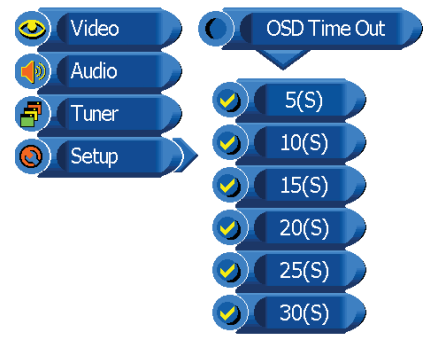 Video
Audio
Tuner
Setup
OSD Time Out
5(S)
10(S)
15(S)
20(S)
25(S)
30(S)